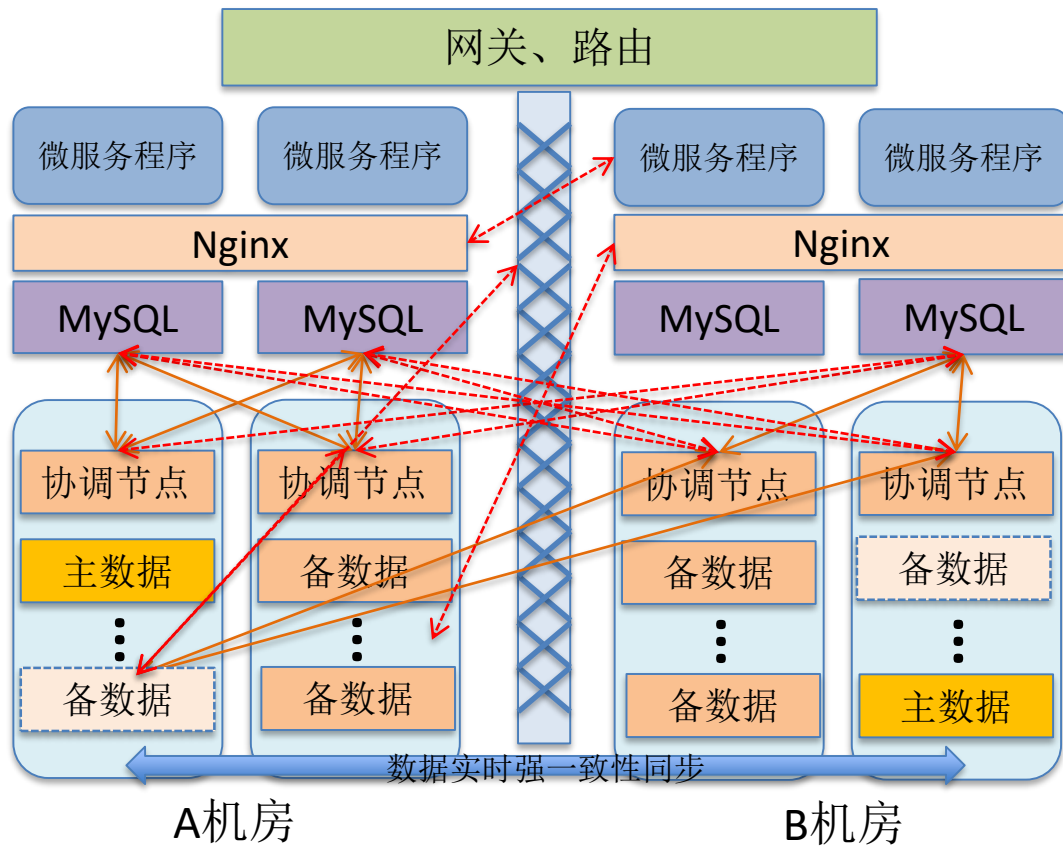 网关、路由
微服务程序
微服务程序
微服务程序
微服务程序
Nginx
Nginx
MySQL
MySQL
MySQL
MySQL
协调节点
协调节点
协调节点
协调节点
主数据
备数据
备数据
备数据
备数据
备数据
备数据
主数据
数据实时强一致性同步
A机房
B机房